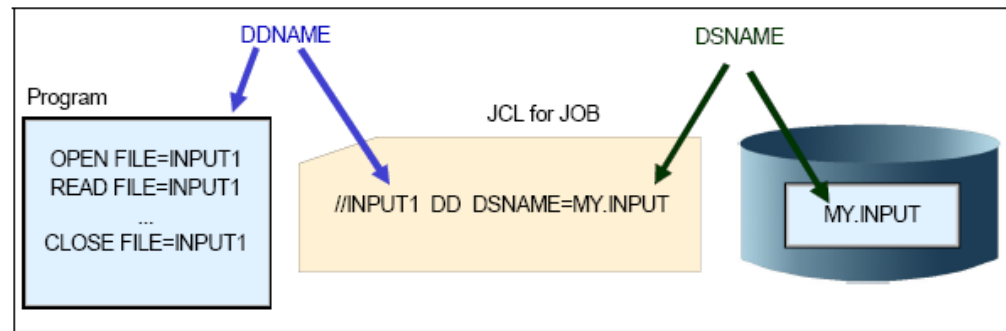 DDNAME
DSNAME
Program
JCL for JOB
OPEN FILE=INPUT1
READ FILE=INPUT1
...
CLOSE FILE=INPUT1
//INPUT1 DD DSNAME=MY.INPUT
MY.INPUT